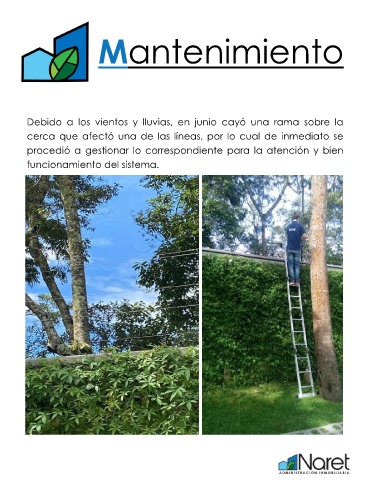 Mantenimiento
Debido a los vientos y lluvias, en junio cayó una rama sobre la
cerca que afectó una de las líneas, por lo cual de inmediato se
procedió a gestionar lo correspondiente para la atención y bien
funcionamiento del sistema.
Naret
ADMINISTRACIÓN INMOBILIARIA